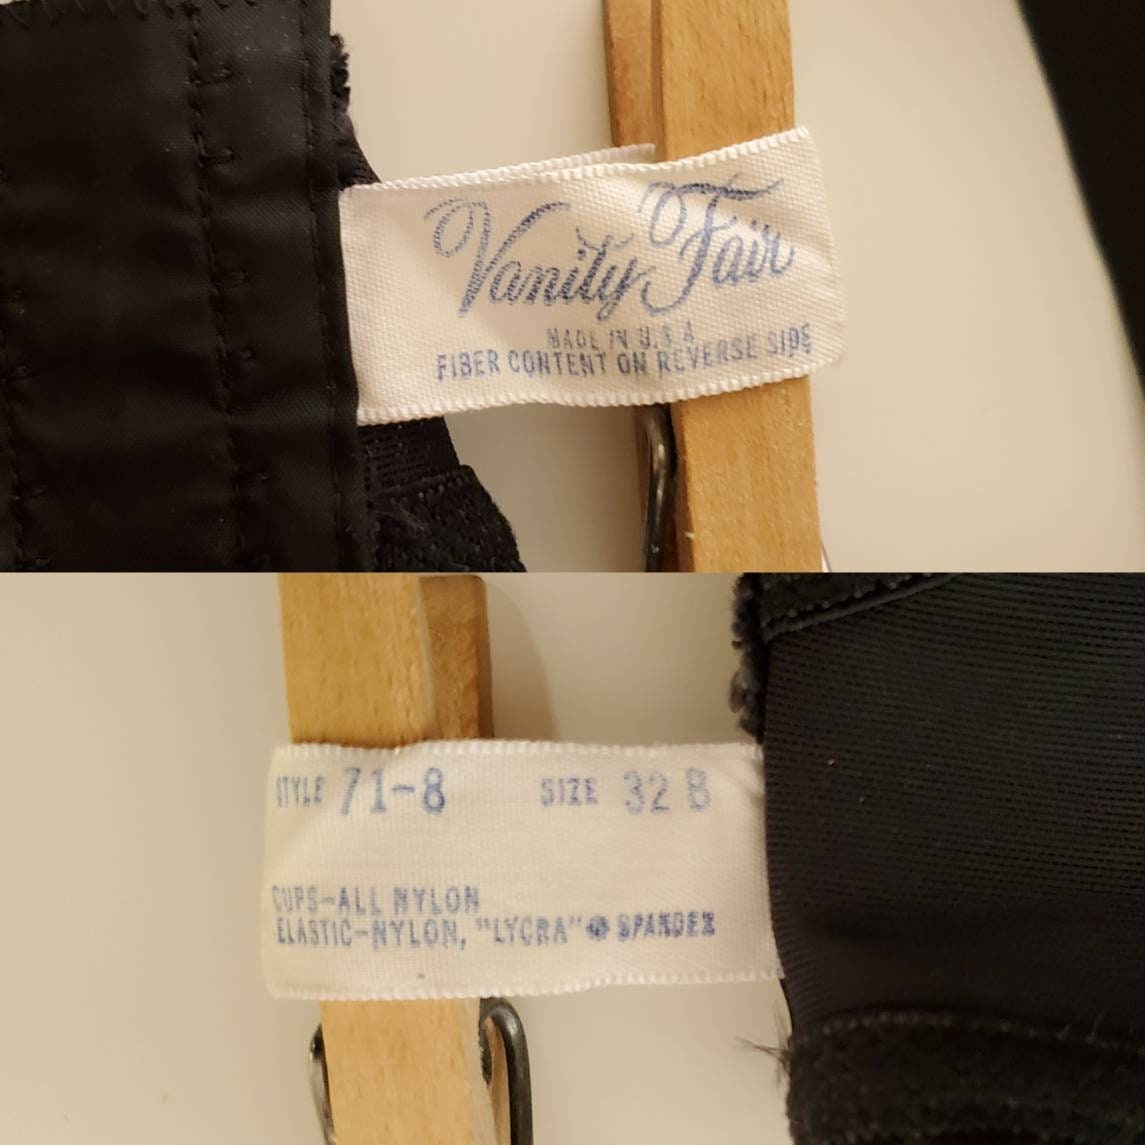 Vanity Fair
MADE IN U.S.A.
FIBER CONTENT ON REVERSE SIDE
STYLE 71-8 SIZE 32 B
CUPS-ALL NYLON
ELASTIC-NYLON, "LYCRA"® SPANDEX